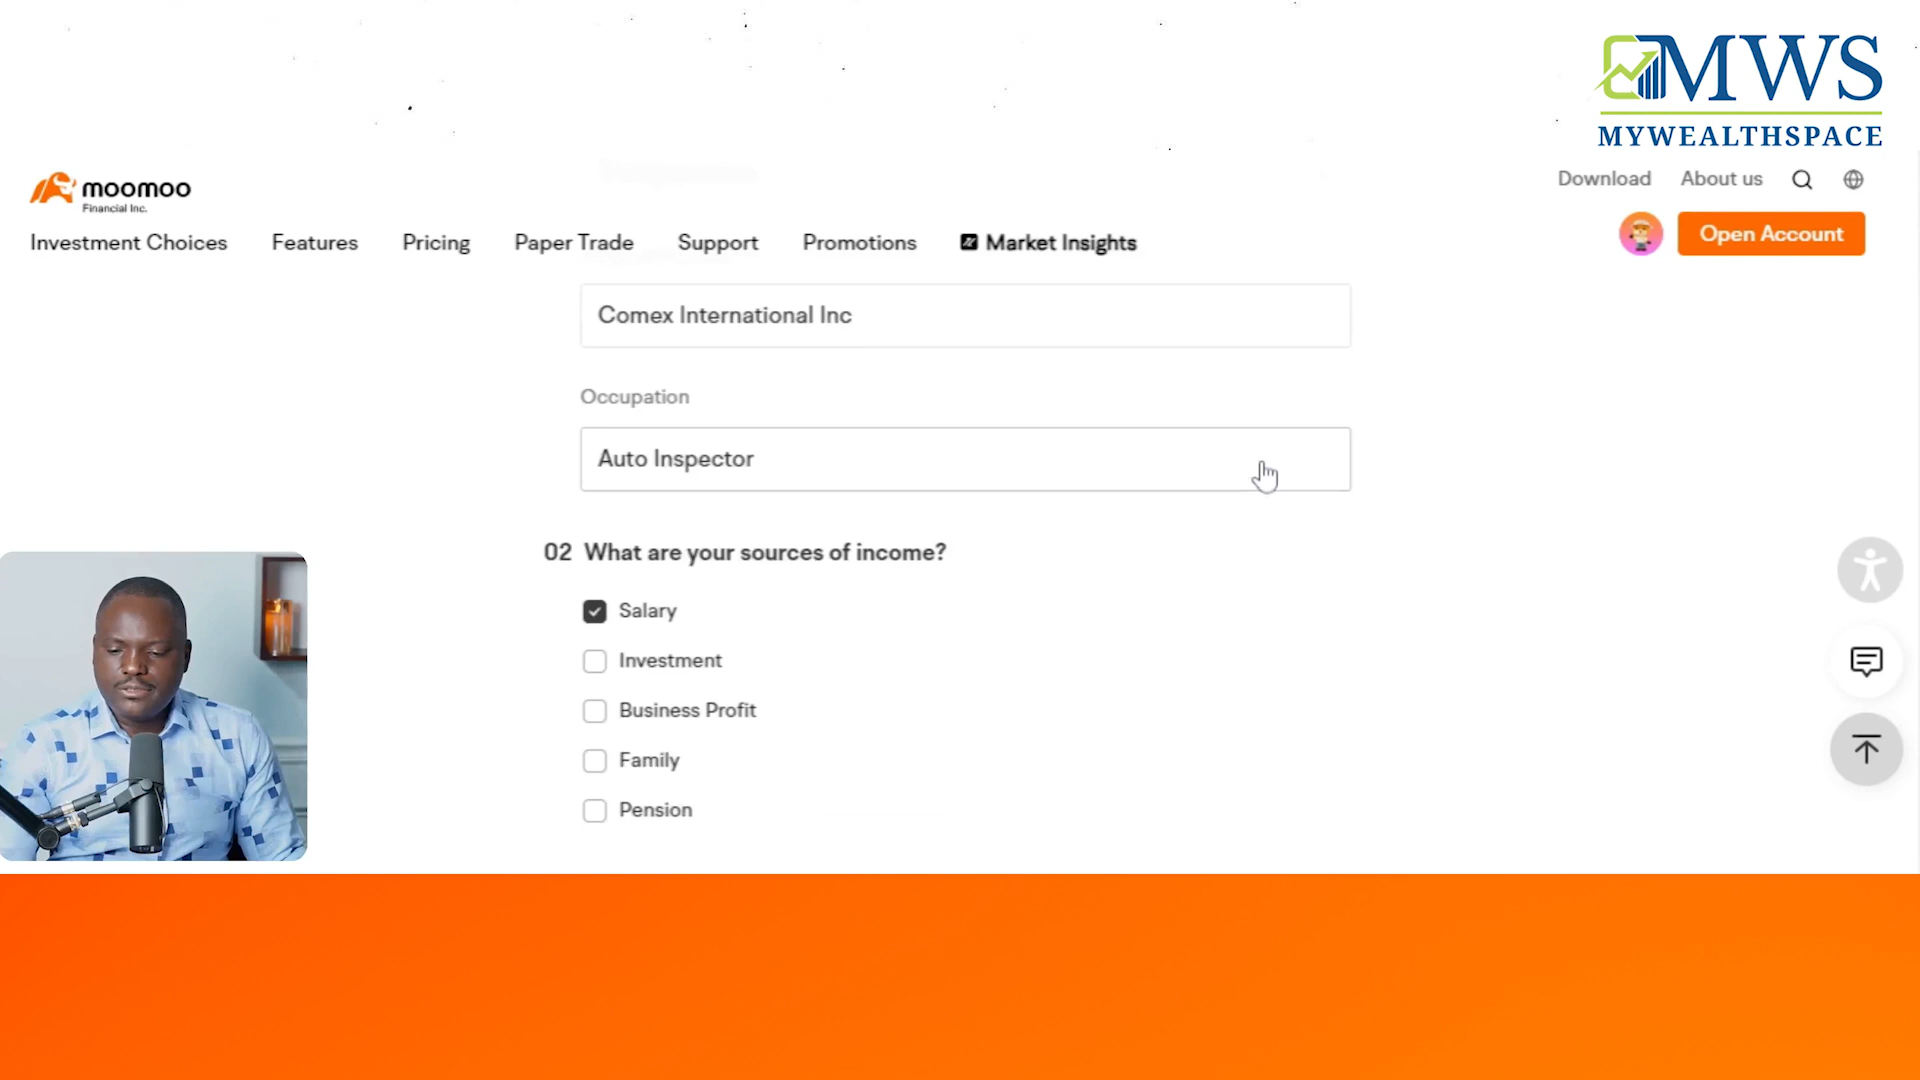 MWS
MYWEALTHSPACE
moomoo
Financial Inc.
Download About us
Investment Choices Features Pricing Paper Trade Support Promotions Market Insights
Open Account
Comex International Inc
Occupation
Auto Inspector
02 What are your sources of income?
Salary
Investment
Business Profit
Family
Pension